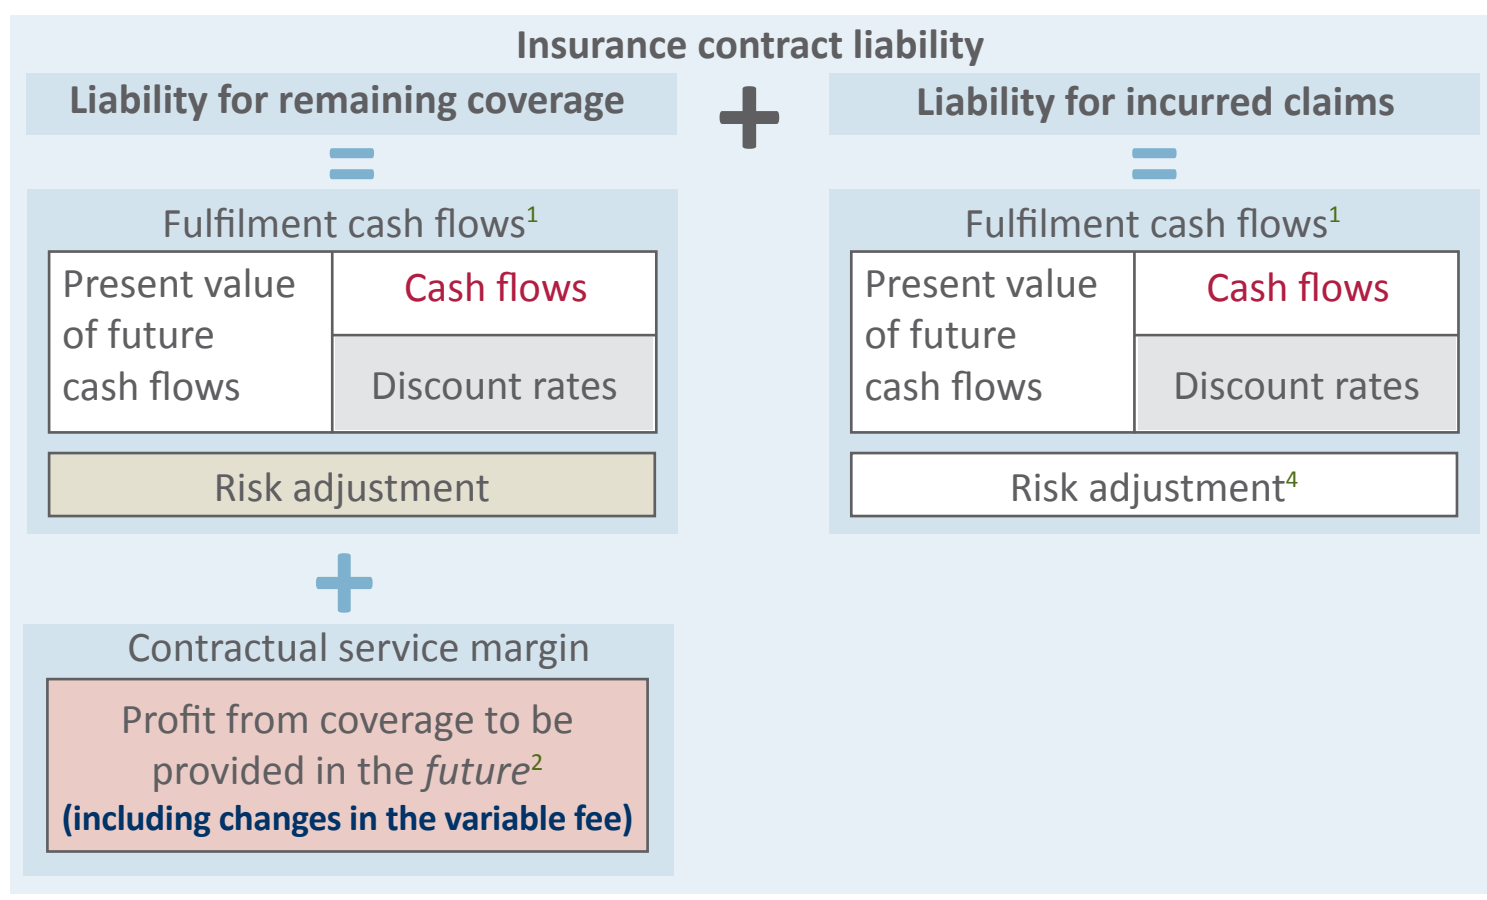 Insurance contract liability
Liability for remaining coverage
+
Liability for incurred claims
=
=
Fulfilment cash flows¹
Present value
of future
cash flows
Cash flows
Discount rates
Risk adjustment
Fulfilment cash flows¹
Present value
of future
cash flows
Cash flows
Discount rates
Risk adjustment⁴
+
Contractual service margin
Profit from coverage to be
provided in the future²
(including changes in the variable fee)